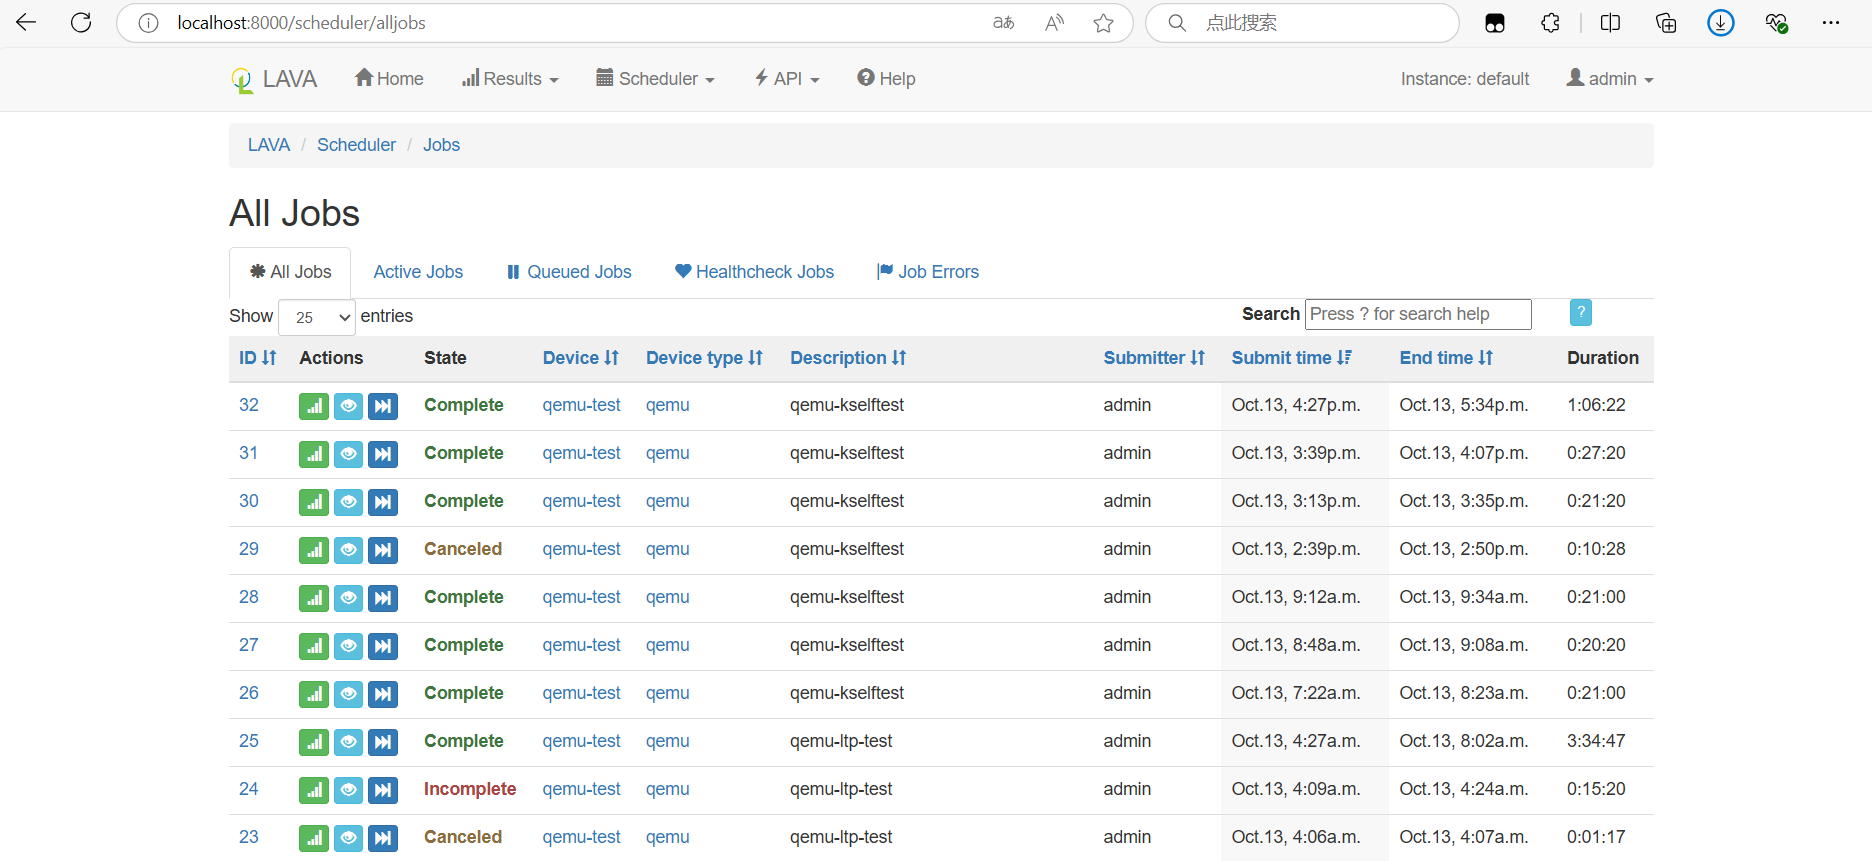 localhost:8000/scheduler/alljobs aあ 点此搜索
LAVA Home Results Scheduler API Help Instance: default admin
LAVA / Scheduler / Jobs
All Jobs
All Jobs Active Jobs Queued Jobs Healthcheck Jobs Job Errors
Show 25 entries Search Press ? for search help ?
ID Actions State Device Device type Description Submitter Submit time End time Duration
32 Complete qemu-test qemu qemu-kselftest admin Oct.13, 4:27p.m. Oct.13, 5:34p.m. 1:06:22
31 Complete qemu-test qemu qemu-kselftest admin Oct.13, 3:39p.m. Oct.13, 4:07p.m. 0:27:20
30 Complete qemu-test qemu qemu-kselftest admin Oct.13, 3:13p.m. Oct.13, 3:35p.m. 0:21:20
29 Canceled qemu-test qemu qemu-kselftest admin Oct.13, 2:39p.m. Oct.13, 2:50p.m. 0:10:28
28 Complete qemu-test qemu qemu-kselftest admin Oct.13, 9:12a.m. Oct.13, 9:34a.m. 0:21:00
27 Complete qemu-test qemu qemu-kselftest admin Oct.13, 8:48a.m. Oct.13, 9:08a.m. 0:20:20
26 Complete qemu-test qemu qemu-kselftest admin Oct.13, 7:22a.m. Oct.13, 8:23a.m. 0:21:00
25 Complete qemu-test qemu qemu-ltp-test admin Oct.13, 4:27a.m. Oct.13, 8:02a.m. 3:34:47
24 Incomplete qemu-test qemu qemu-ltp-test admin Oct.13, 4:09a.m. Oct.13, 4:24a.m. 0:15:20
23 Canceled qemu-test qemu qemu-ltp-test admin Oct.13, 4:06a.m. Oct.13, 4:07a.m. 0:01:17